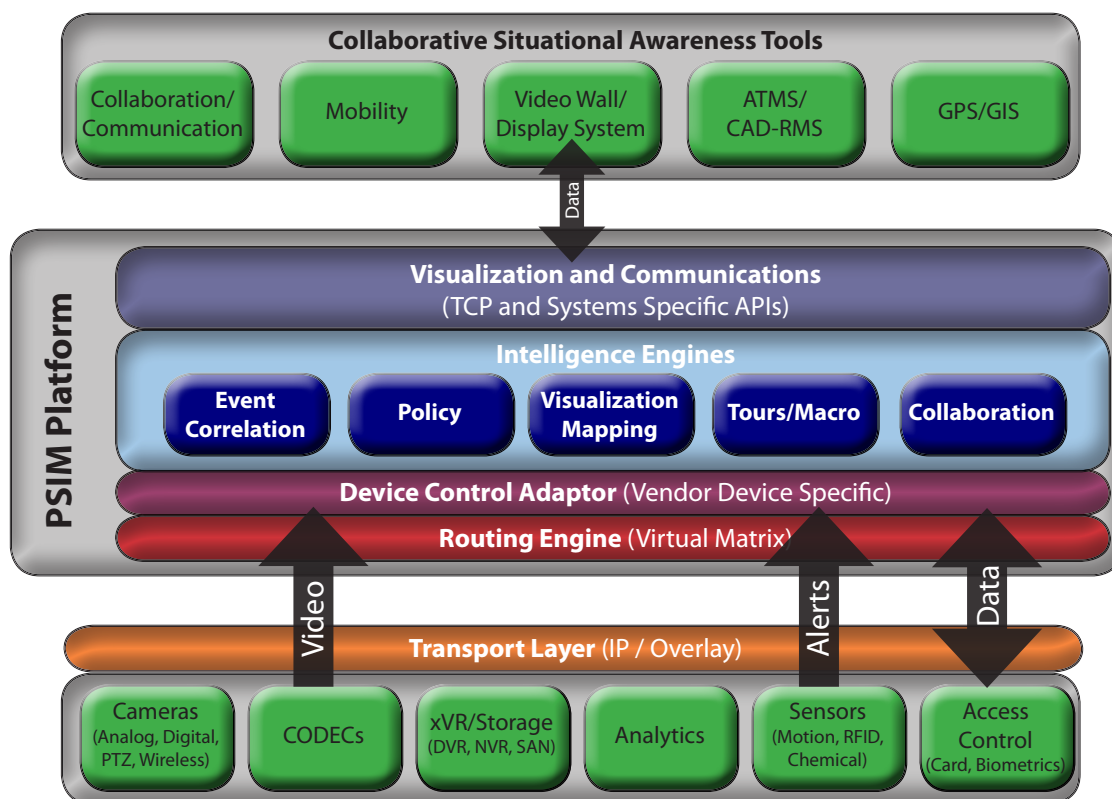 Collaborative Situational Awareness Tools
Collaboration/
Communication
Mobility
Video Wall/
Display System
ATMS/
CAD-RMS
GPS/GIS
Data
PSIM Platform
Visualization and Communications
(TCP and Systems Specific APIs)
Intelligence Engines
Event
Correlation
Policy
Visualization
Mapping
Tours/Macro
Collaboration
Device Control Adaptor (Vendor Device Specific)
Routing Engine (Virtual Matrix)
Video
Alerts
Data
Transport Layer (IP / Overlay)
Cameras
(Analog, Digital,
PTZ, Wireless)
CODECs
xVR/Storage
(DVR, NVR, SAN)
Analytics
Sensors
(Motion, RFID,
Chemical)
Access
Control
(Card, Biometrics)